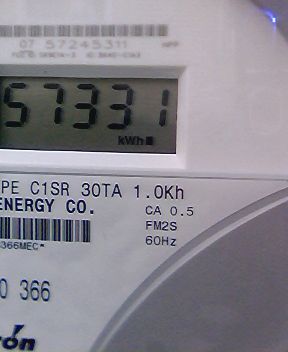 07 57245311
57331
kWh
PE C1SR 30TA 1.0Kh
ENERGY CO.
CA 0.5
FM2S
60Hz
366MEC*
0 366
rón